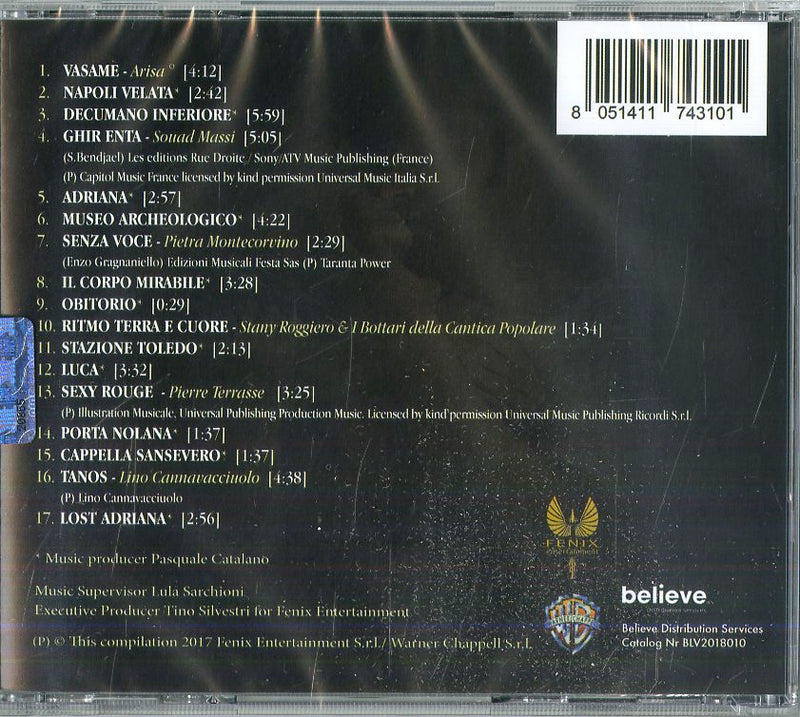 1. VASAME - Arisa ° [4:12]
2. NAPOLI VELATA* [2:42]
3. DECUMANO INFERIORE* [5:59]
4. GHIR ENTA - Souad Massi [5:05]
(S.Bendjael) Les editions Rue Droite / Sony/ATV Music Publishing (France)
(P) Capitol Music France licensed by kind permission Universal Music Italia S.r.l.
5. ADRIANA* [2:57]
6. MUSEO ARCHEOLOGICO* [4:22]
7. SENZA VOCE - Pietra Montecorvino [2:29]
(Enzo Gragnaniello) Edizioni Musicali Festa Sas (P) Taranta Power
8. IL CORPO MIRABILE* [3:28]
9. OBITORIO* [0:29]
10. RITMO TERRA E CUORE - Stany Roggiero & I Bottari della Cantica Popolare [1:34]
11. STAZIONE TOLEDO* [2:13]
12. LUCA* [3:32]
13. SEXY ROUGE - Pierre Terrasse [3:25]
(P) Illustration Musicale, Universal Publishing Production Music. Licensed by kind permission Universal Music Publishing Ricordi S.r.l.
14. PORTA NOLANA* [1:37]
15. CAPPELLA SANSEVERO* [1:37]
16. TANOS - Lino Cannavacciuolo [4:38]
(P) Lino Cannavacciuolo
17. LOST ADRIANA* [2:56]
* Music producer Pasquale Catalano
Music Supervisor Lula Sarchioni
Executive Producer Tino Silvestri for Fenix Entertainment
(P) © This compilation 2017 Fenix Entertainment S.r.l./ Warner Chappell S.r.l.
8 051411 743101
FENIX
entertainment
WARNER/CHAPPELL
believe
Distribution services
Believe Distribution Services
Catalog Nr BLV2018010